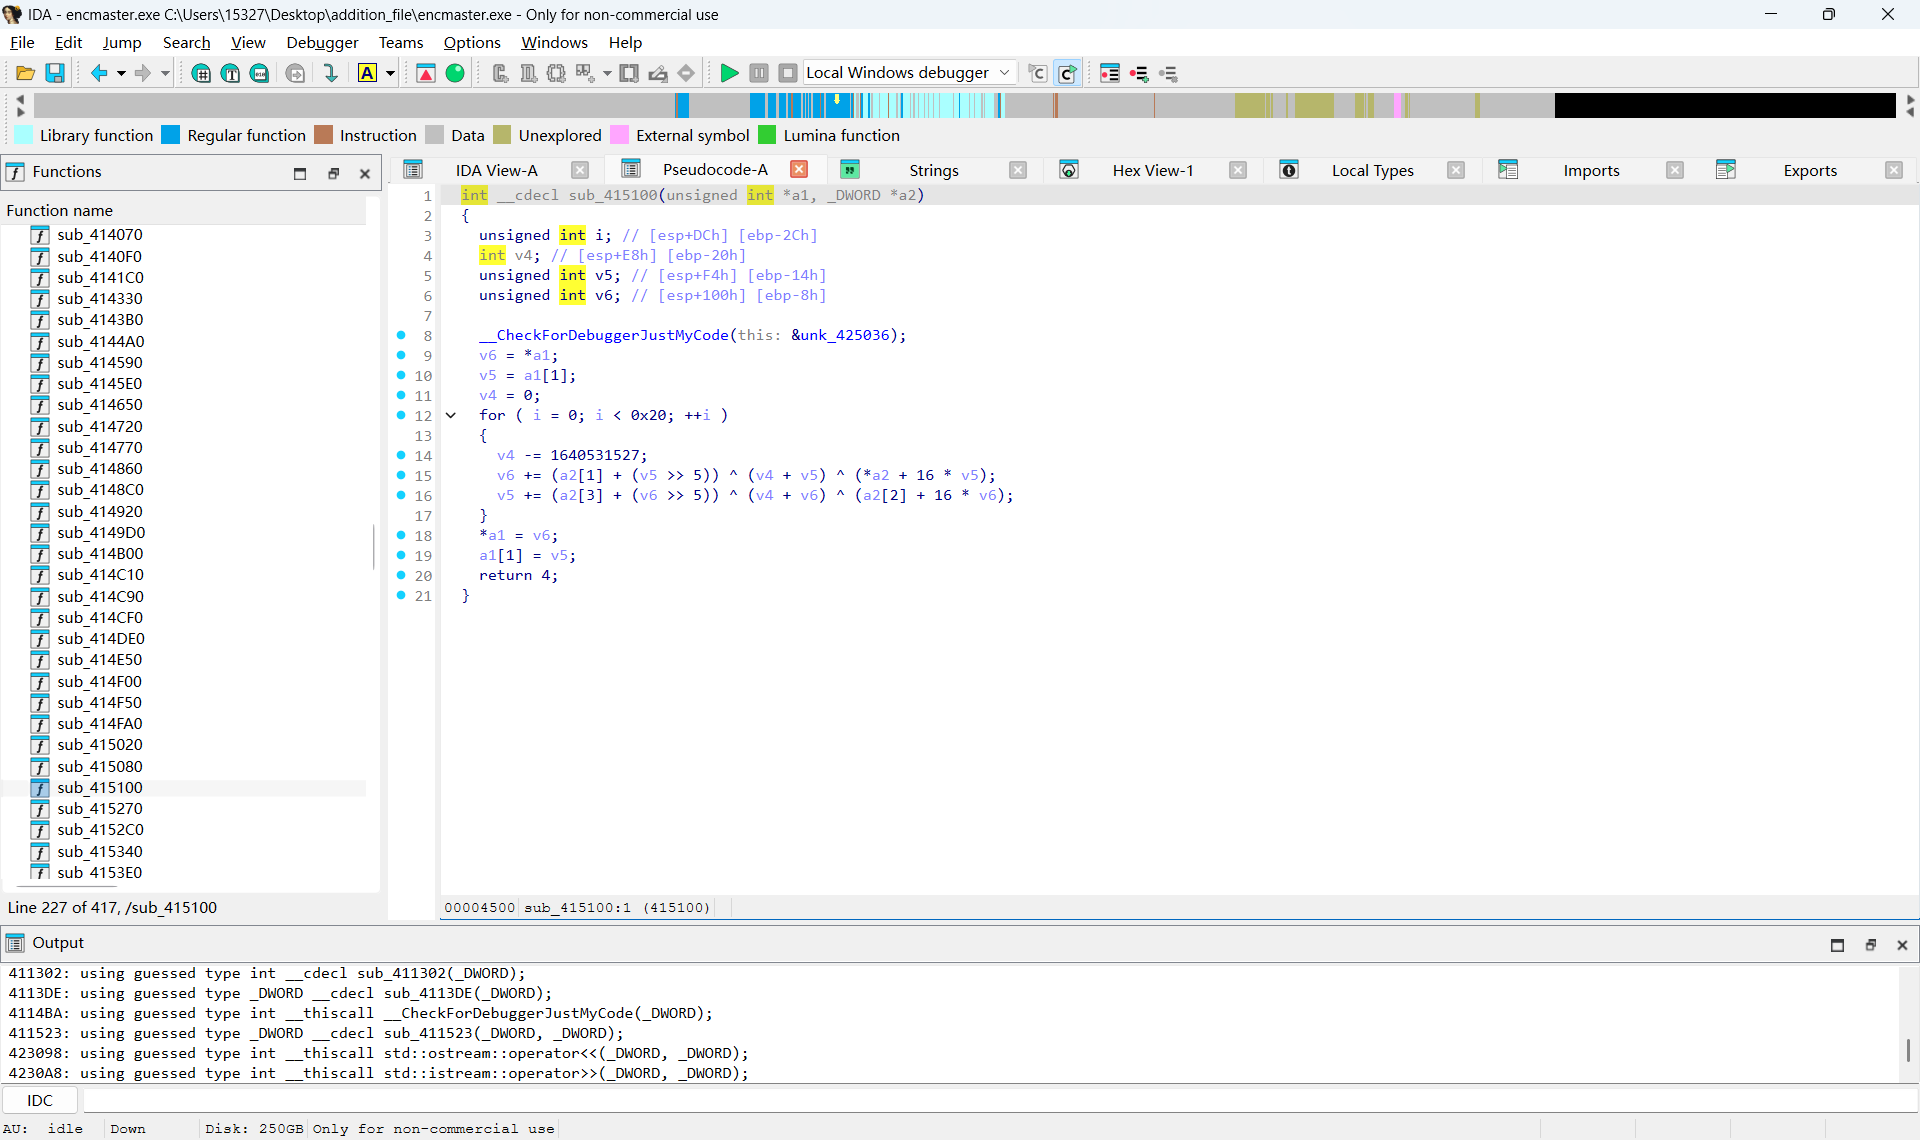 IDA - encmaster.exe C:\Users\15327\Desktop\addition_file\encmaster.exe - Only for non-commercial use
File Edit Jump Search View Debugger Teams Options Windows Help
Local Windows debugger
Library function Regular function Instruction Data Unexplored External symbol Lumina function
Functions
Function name
sub_414070
sub_4140F0
sub_4141C0
sub_414330
sub_4143B0
sub_4144A0
sub_414590
sub_4145E0
sub_414650
sub_414720
sub_414770
sub_414860
sub_4148C0
sub_414920
sub_4149D0
sub_414B00
sub_414C10
sub_414C90
sub_414CF0
sub_414DE0
sub_414E50
sub_414F00
sub_414F50
sub_414FA0
sub_415020
sub_415080
sub_415100
sub_415270
sub_4152C0
sub_415340
sub_4153E0
Line 227 of 417, /sub_415100
IDA View-A Pseudocode-A Strings Hex View-1 Local Types Imports Exports
1 int __cdecl sub_415100(unsigned int *a1, _DWORD *a2)
2 {
3 unsigned int i; // [esp+DCh] [ebp-2Ch]
4 int v4; // [esp+E8h] [ebp-20h]
5 unsigned int v5; // [esp+F4h] [ebp-14h]
6 unsigned int v6; // [esp+100h] [ebp-8h]
7
8 __CheckForDebuggerJustMyCode(this: &unk_425036);
9 v6 = *a1;
10 v5 = a1[1];
11 v4 = 0;
12 for ( i = 0; i < 0x20; ++i )
13 {
14 v4 -= 1640531527;
15 v6 += (a2[1] + (v5 >> 5)) ^ (v4 + v5) ^ (*a2 + 16 * v5);
16 v5 += (a2[3] + (v6 >> 5)) ^ (v4 + v6) ^ (a2[2] + 16 * v6);
17 }
18 *a1 = v6;
19 a1[1] = v5;
20 return 4;
21 }
00004500 sub_415100:1 (415100)
Output
411302: using guessed type int __cdecl sub_411302(_DWORD);
4113DE: using guessed type _DWORD __cdecl sub_4113DE(_DWORD);
4114BA: using guessed type int __thiscall __CheckForDebuggerJustMyCode(_DWORD);
411523: using guessed type _DWORD __cdecl sub_411523(_DWORD, _DWORD);
423098: using guessed type int __thiscall std::ostream::operator<<(_DWORD, _DWORD);
4230A8: using guessed type int __thiscall std::istream::operator>>(_DWORD, _DWORD);
IDC
AU: idle Down Disk: 250GB Only for non-commercial use